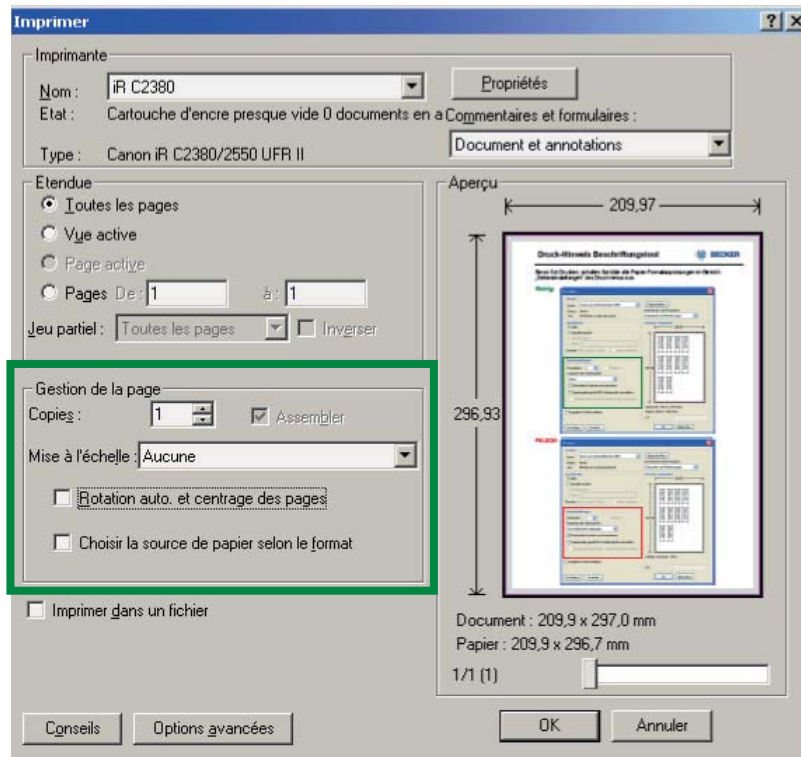 Imprimer
Imprimante
Nom : iR C2380 Propriétés
Etat : Cartouche d'encre presque vide 0 documents en a Commentaires et formulaires :
Type : Canon iR C2380/2550 UFR II Document et annotations
Etendue
Toutes les pages
Vue active
Page active
Pages De : 1 à : 1
Jeu partiel : Toutes les pages Inverser
Gestion de la page
Copies : 1 Assembler
Mise à l'échelle : Aucune
Rotation auto. et centrage des pages
Choisir la source de papier selon le format
Imprimer dans un fichier
Aperçu
209,97
Druck-Hinweis Beschriftungstool BECKER
296,93
Document : 209,9 x 297,0 mm
Papier : 209,9 x 296,7 mm
1/1 (1)
Conseils Options avancées OK Annuler